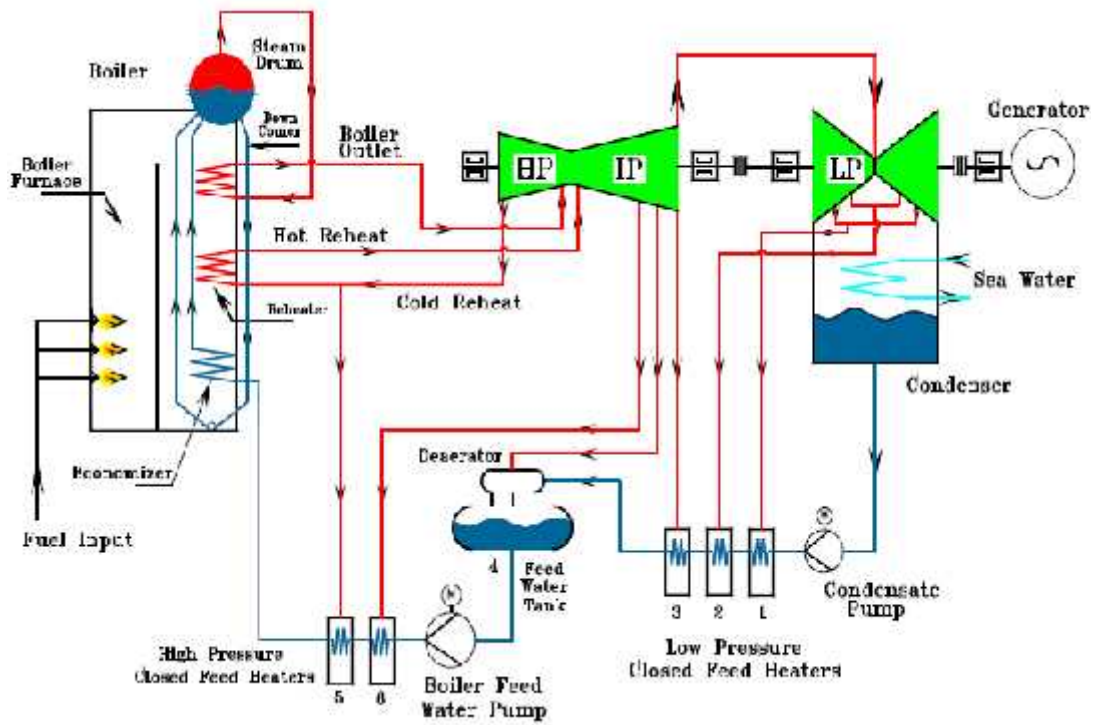 Steam
Drum
Boiler
Down
Comer
Boiler
Outlet
Generator
HP
IP
LP
Boiler
Furnace
Hot Reheat
Cold Reheat
Sea Water
Reheater
Condenser
Economizer
Deaerator
Fuel Input
4
Feed
Water
Tank
Condensate
Pump
3
2
1
Low Pressure
Closed Feed Heaters
High Pressure
Closed Feed Heaters
5
6
Boiler Feed
Water Pump